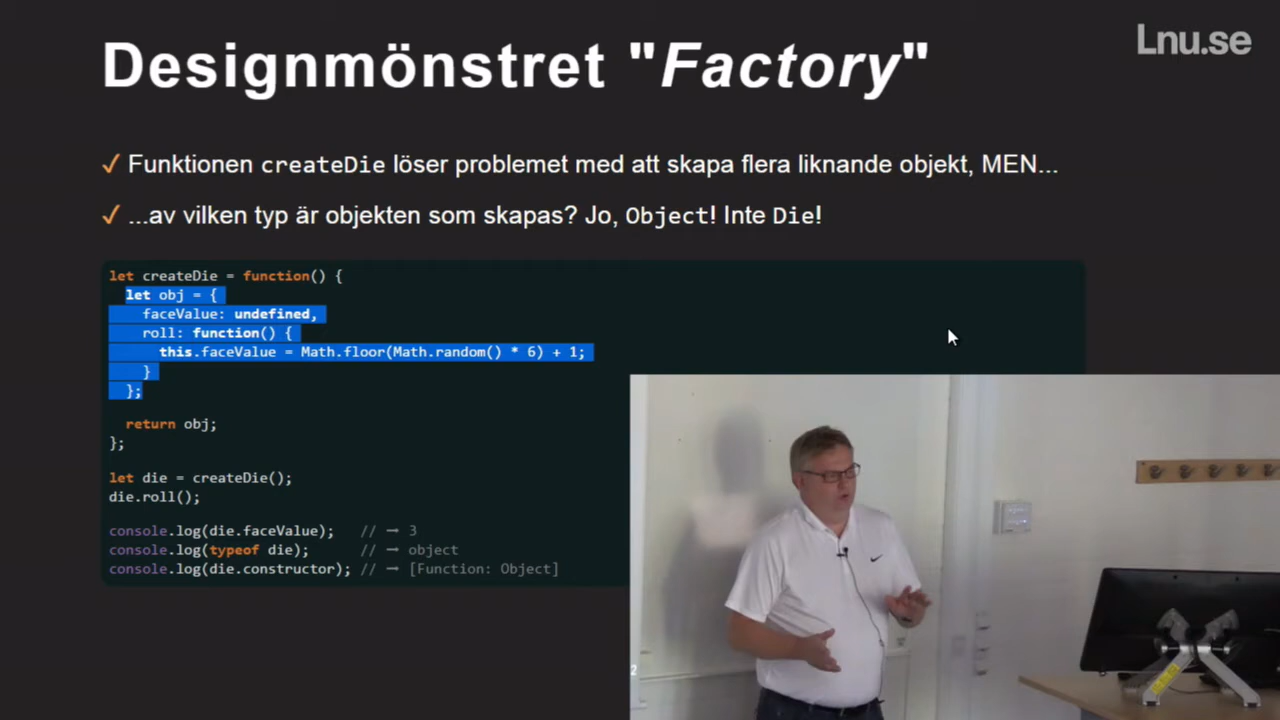 Lnu.se
Designmönstret "Factory"
✓ Funktionen createDie löser problemet med att skapa flera liknande objekt, MEN...
✓ ...av vilken typ är objekten som skapas? Jo, Object! Inte Die!
let createDie = function() {
let obj = {
faceValue: undefined,
roll: function() {
this.faceValue = Math.floor(Math.random() * 6) + 1;
}
};
return obj;
};
let die = createDie();
die.roll();
console.log(die.faceValue); // → 3
console.log(typeof die); // → object
console.log(die.constructor); // → [Function: Object]
2